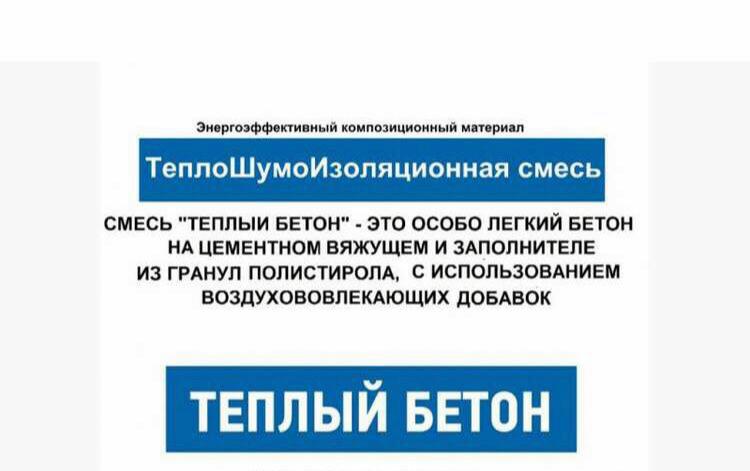 Энергоэффективный композиционный материал
ТеплоШумоИзоляционная смесь
СМЕСЬ "ТЕПЛЫИ БЕТОН" - ЭТО ОСОБО ЛЕГКИЙ БЕТОН
НА ЦЕМЕНТНОМ ВЯЖУЩЕМ И ЗАПОЛНИТЕЛЕ
ИЗ ГРАНУЛ ПОЛИСТИРОЛА, С ИСПОЛЬЗОВАНИЕМ
ВОЗДУХОВОВЛЕКАЮЩИХ ДОБАВОК
ТЕПЛЫЙ БЕТОН